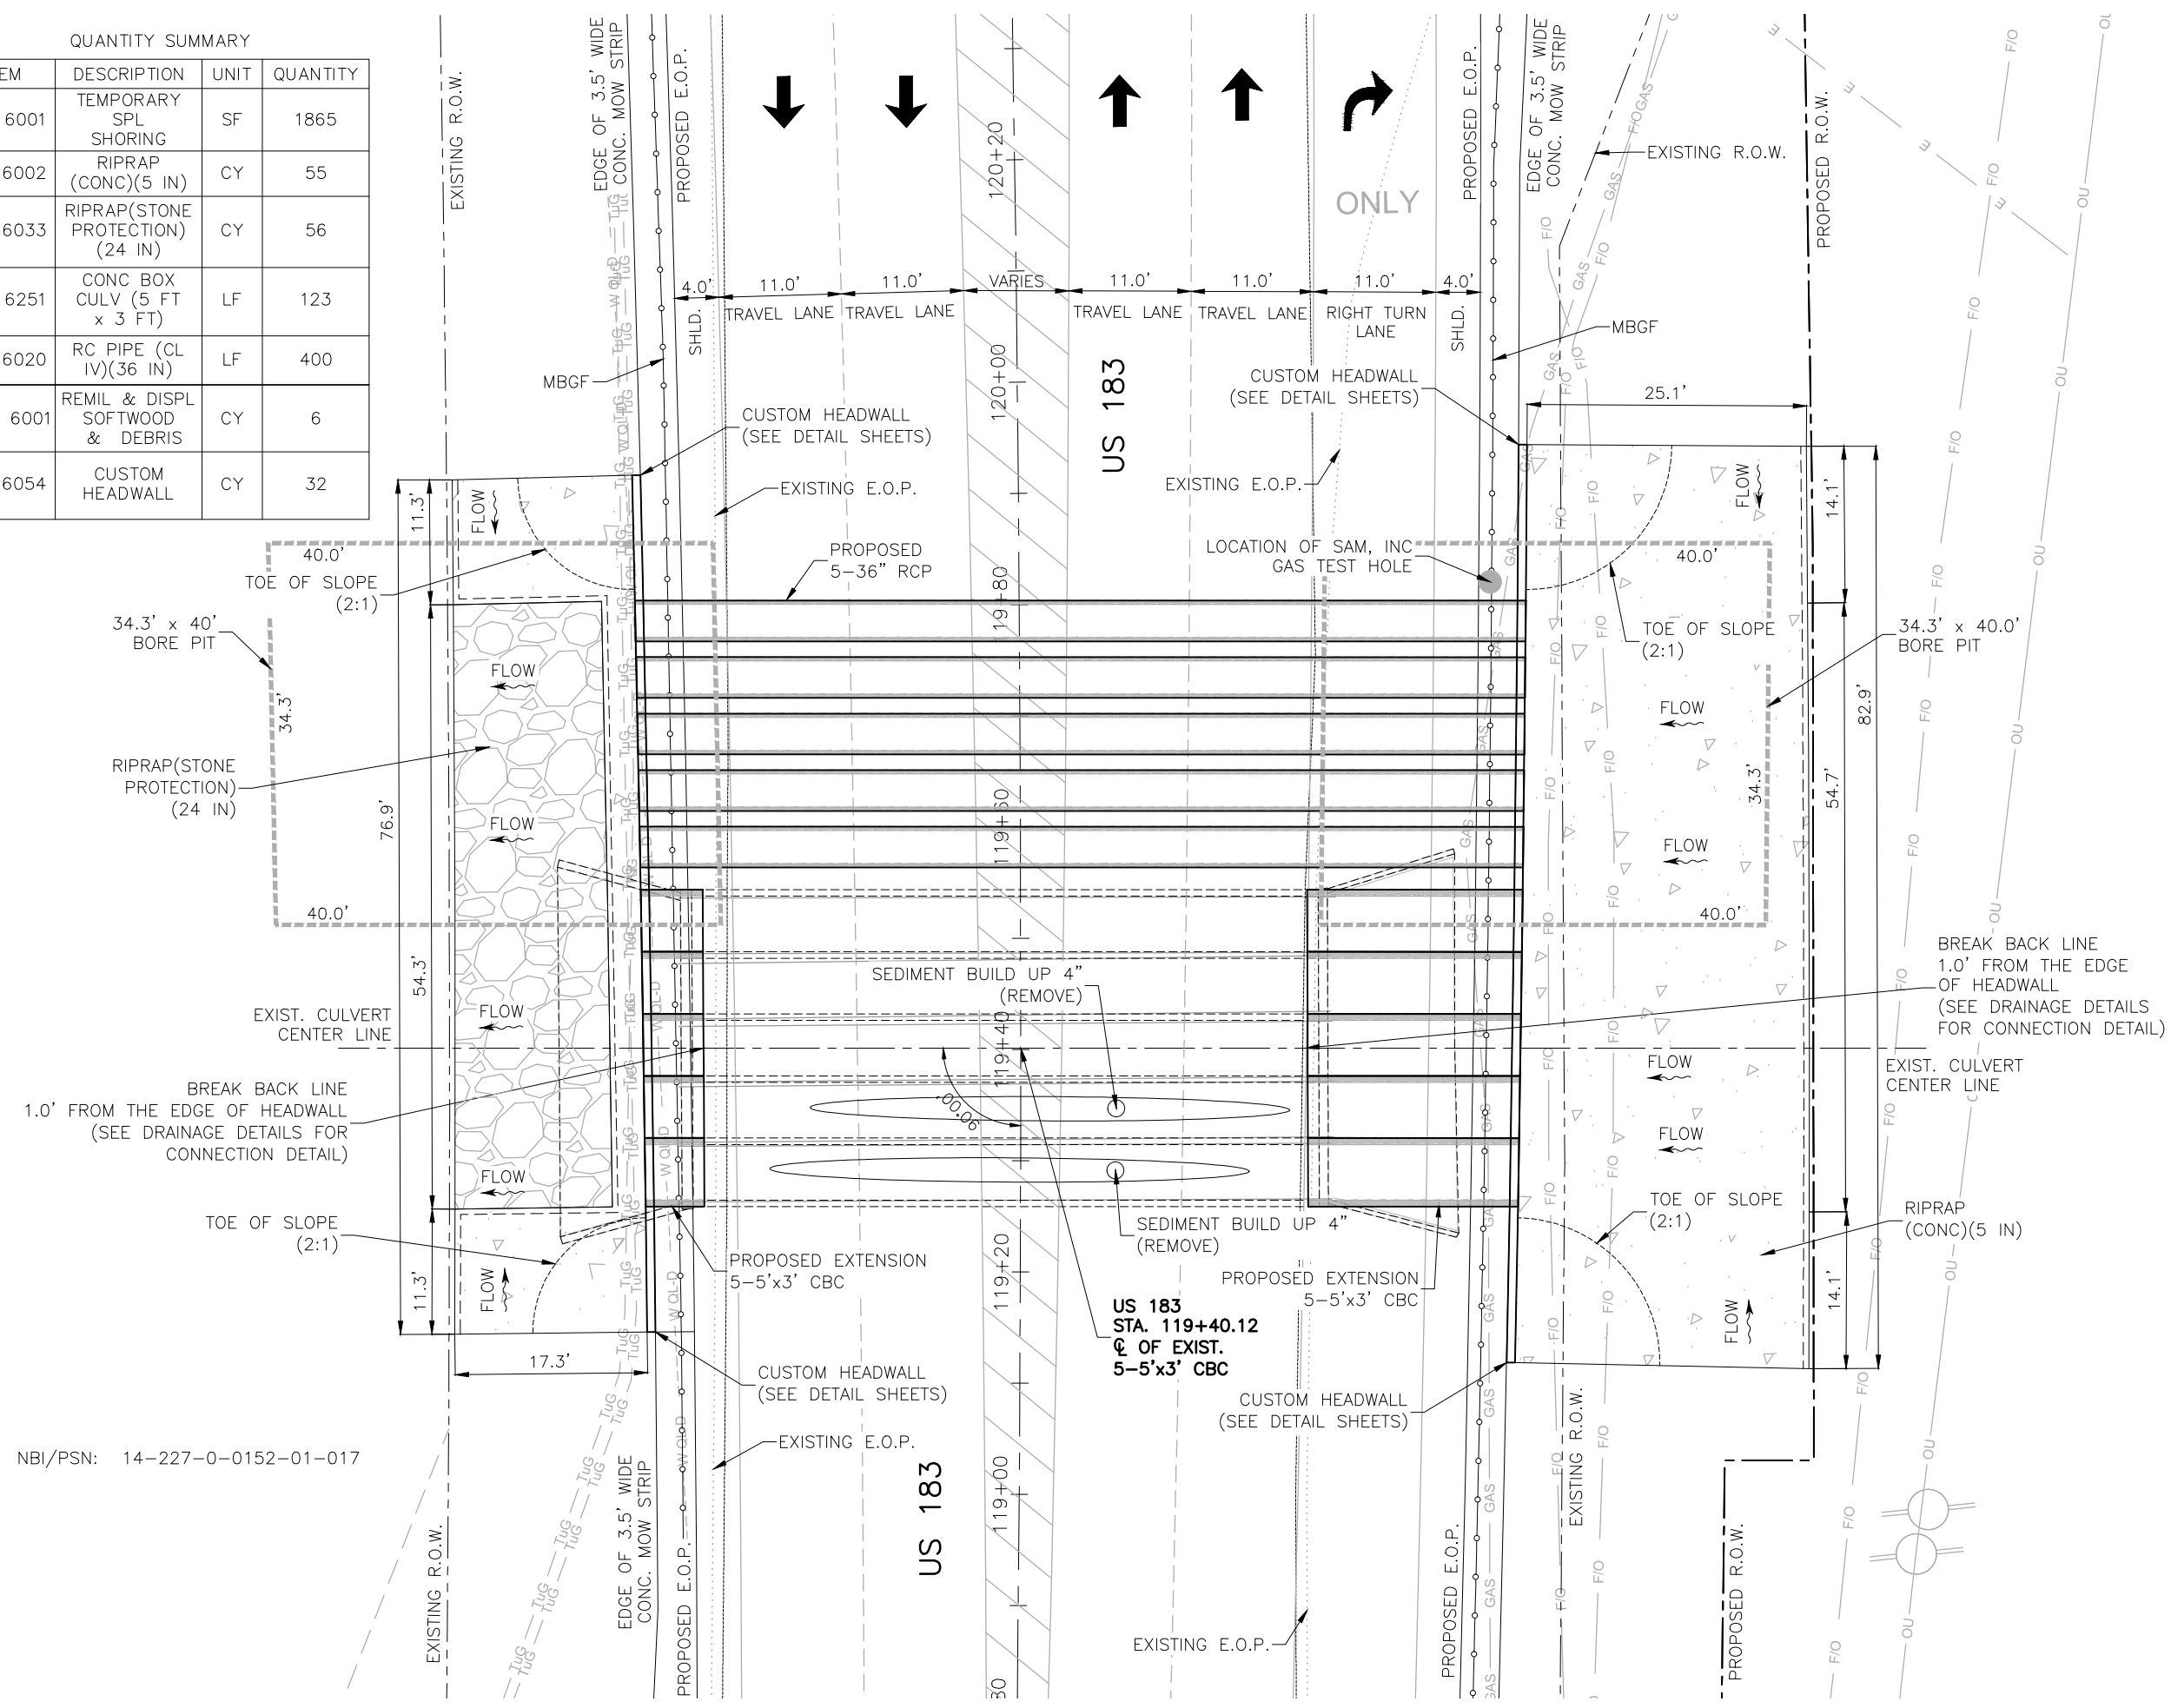 QUANTITY SUMMARY
EM DESCRIPTION UNIT QUANTITY
6001 TEMPORARY SPL SHORING SF 1865
6002 RIPRAP (CONC)(5 IN) CY 55
6033 RIPRAP(STONE PROTECTION) (24 IN) CY 56
6251 CONC BOX CULV (5 FT x 3 FT) LF 123
6020 RC PIPE (CL IV)(36 IN) LF 400
6001 REMIL & DISPL SOFTWOOD & DEBRIS CY 6
6054 CUSTOM HEADWALL CY 32
EXISTING R.O.W.
EDGE OF 3.5' WIDE
CONC. MOW STRIP
PROPOSED E.O.P.
120+20
ONLY
PROPOSED E.O.P.
EDGE OF 3.5' WIDE
CONC. MOW STRIP
EXISTING R.O.W.
PROPOSED R.O.W.
4.0'
SHLD.
11.0'
TRAVEL LANE
11.0'
TRAVEL LANE
VARIES
11.0'
TRAVEL LANE
11.0'
TRAVEL LANE
11.0'
RIGHT TURN
LANE
4.0'
SHLD.
MBGF
MBGF
120+00
US 183
CUSTOM HEADWALL
(SEE DETAIL SHEETS)
CUSTOM HEADWALL
(SEE DETAIL SHEETS)
25.1'
EXISTING E.O.P.
EXISTING E.O.P.
11.3'
FLOW
FLOW
14.1'
40.0'
TOE OF SLOPE
(2:1)
PROPOSED
5-36" RCP
LOCATION OF SAM, INC
GAS TEST HOLE
40.0'
119+80
34.3' x 40'
BORE PIT
TOE OF SLOPE
(2:1)
34.3' x 40.0'
BORE PIT
34.3'
FLOW
FLOW
82.9'
RIPRAP(STONE
PROTECTION)
(24 IN)
76.9'
FLOW
119+60
34.3'
54.7'
FLOW
40.0'
40.0'
54.3'
SEDIMENT BUILD UP 4"
(REMOVE)
BREAK BACK LINE
1.0' FROM THE EDGE
OF HEADWALL
(SEE DRAINAGE DETAILS
FOR CONNECTION DETAIL)
EXIST. CULVERT
CENTER LINE
FLOW
119+40
FLOW
EXIST. CULVERT
CENTER LINE
BREAK BACK LINE
1.0' FROM THE EDGE OF HEADWALL
(SEE DRAINAGE DETAILS FOR
CONNECTION DETAIL)
90.00'
FLOW
FLOW
TOE OF SLOPE
(2:1)
TOE OF SLOPE
(2:1)
RIPRAP
(CONC)(5 IN)
SEDIMENT BUILD UP 4"
(REMOVE)
11.3'
FLOW
PROPOSED EXTENSION
5-5'x3' CBC
119+20
PROPOSED EXTENSION
5-5'x3' CBC
FLOW
14.1'
US 183
STA. 119+40.12
℄ OF EXIST.
5-5'x3' CBC
17.3'
CUSTOM HEADWALL
(SEE DETAIL SHEETS)
CUSTOM HEADWALL
(SEE DETAIL SHEETS)
EXISTING E.O.P.
NBI/PSN: 14-227-0-0152-01-017
EXISTING R.O.W.
EDGE OF 3.5' WIDE
CONC. MOW STRIP
PROPOSED E.O.P.
US 183
119+00
EXISTING E.O.P.
PROPOSED E.O.P.
EXISTING R.O.W.
PROPOSED R.O.W.
80
TuG
W QL-D
GAS
F/O
OU
E